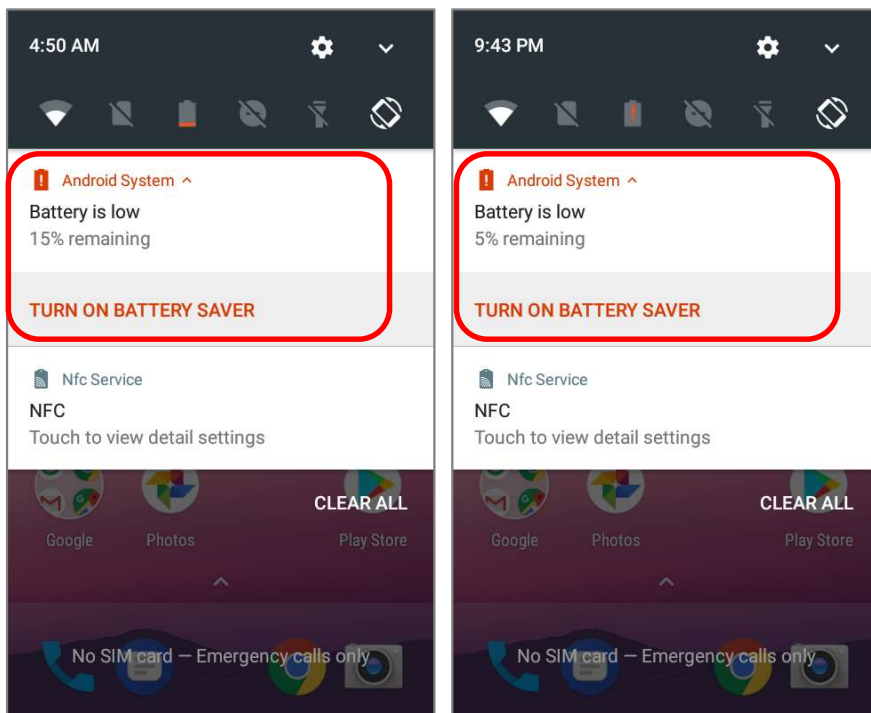 4:50 AM
Android System
Battery is low
15% remaining
TURN ON BATTERY SAVER
Nfc Service
NFC
Touch to view detail settings
CLEAR ALL
Google
Photos
Play Store
No SIM card — Emergency calls only
9:43 PM
Android System
Battery is low
5% remaining
TURN ON BATTERY SAVER
Nfc Service
NFC
Touch to view detail settings
CLEAR ALL
Google
Photos
Play Store
No SIM card — Emergency calls only